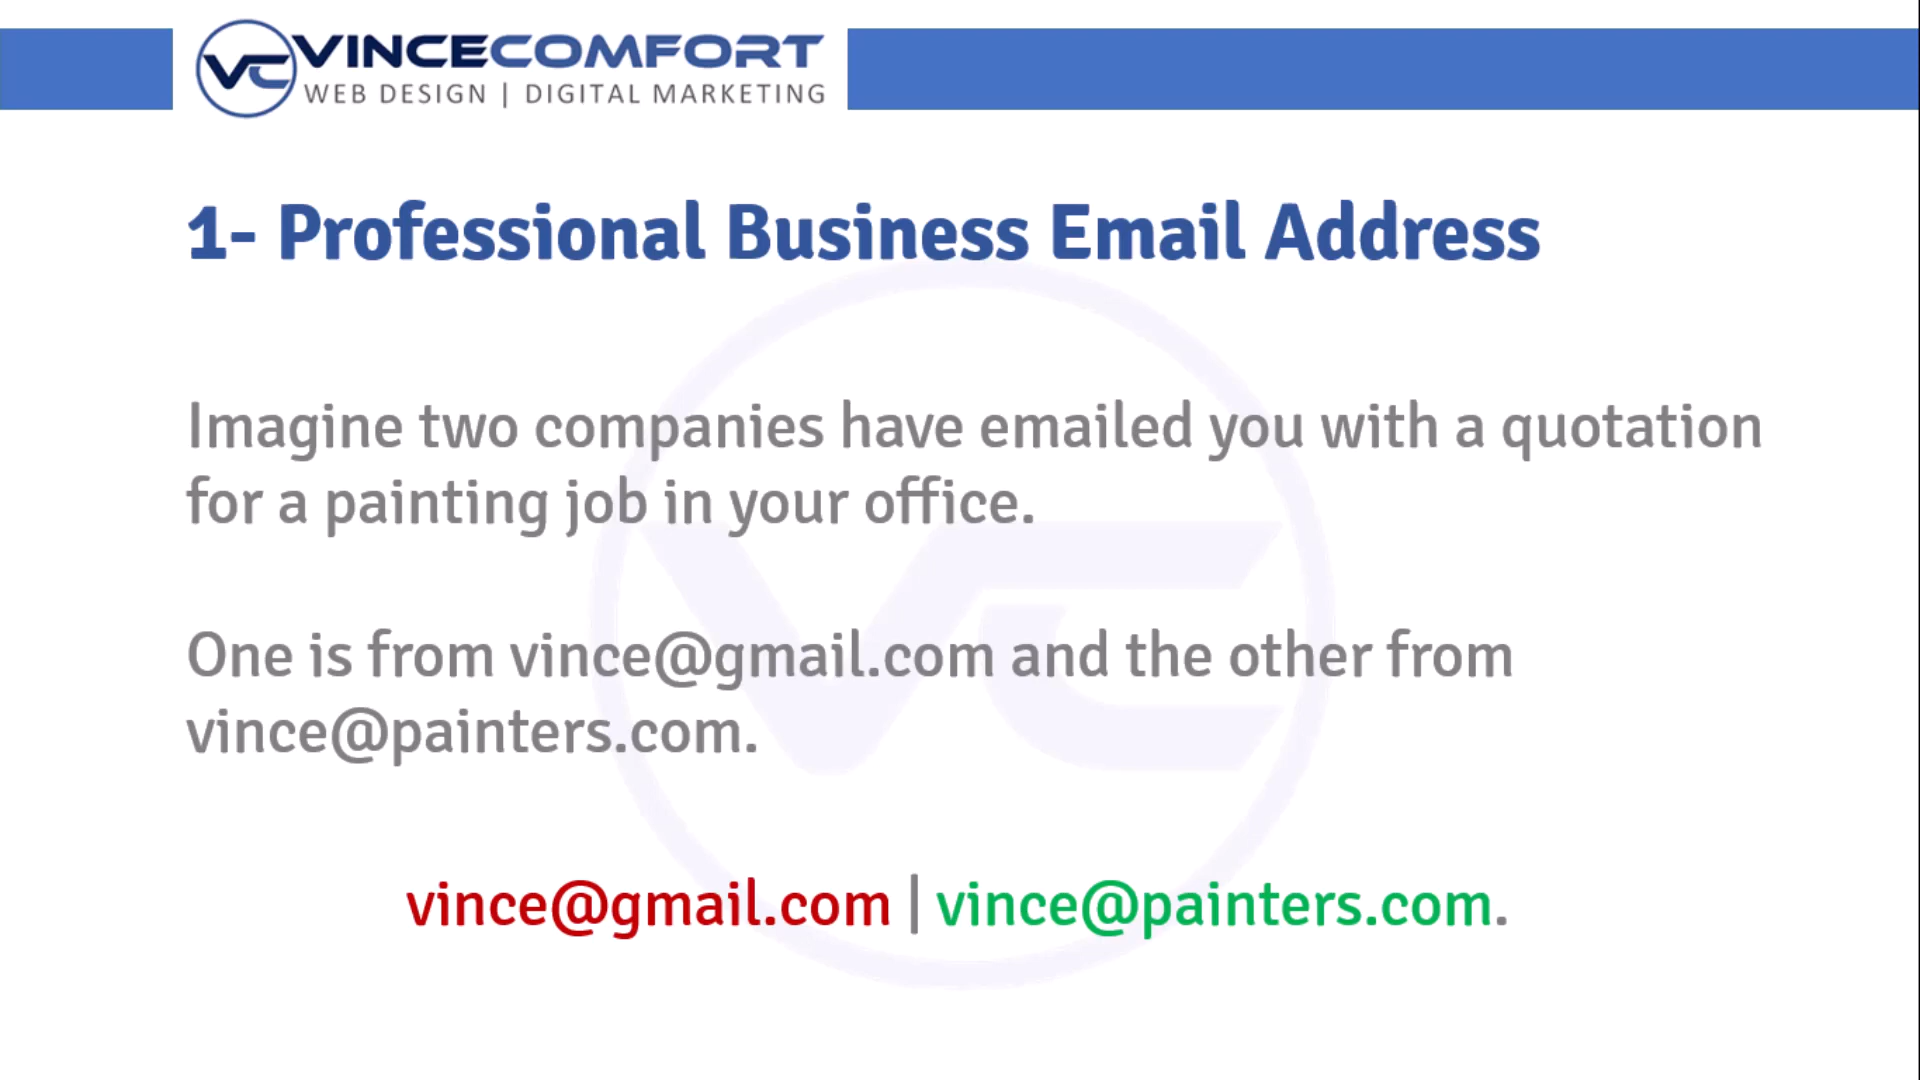 VC VINCECOMFORT
WEB DESIGN | DIGITAL MARKETING
1- Professional Business Email Address
Imagine two companies have emailed you with a quotation
for a painting job in your office.
One is from vince@gmail.com and the other from
vince@painters.com.
vince@gmail.com | vince@painters.com.